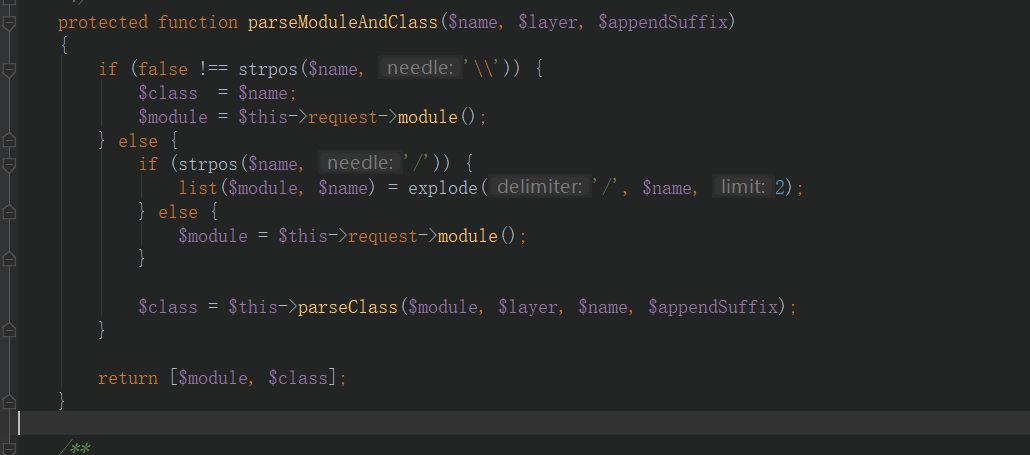 */
protected function parseModuleAndClass($name, $layer, $appendSuffix)
{
if (false !== strpos($name, needle: '\\')) {
$class = $name;
$module = $this->request->module();
} else {
if (strpos($name, needle: '/')) {
list($module, $name) = explode(delimiter: '/', $name, limit: 2);
} else {
$module = $this->request->module();
}
$class = $this->parseClass($module, $layer, $name, $appendSuffix);
}
return [$module, $class];
}
/**